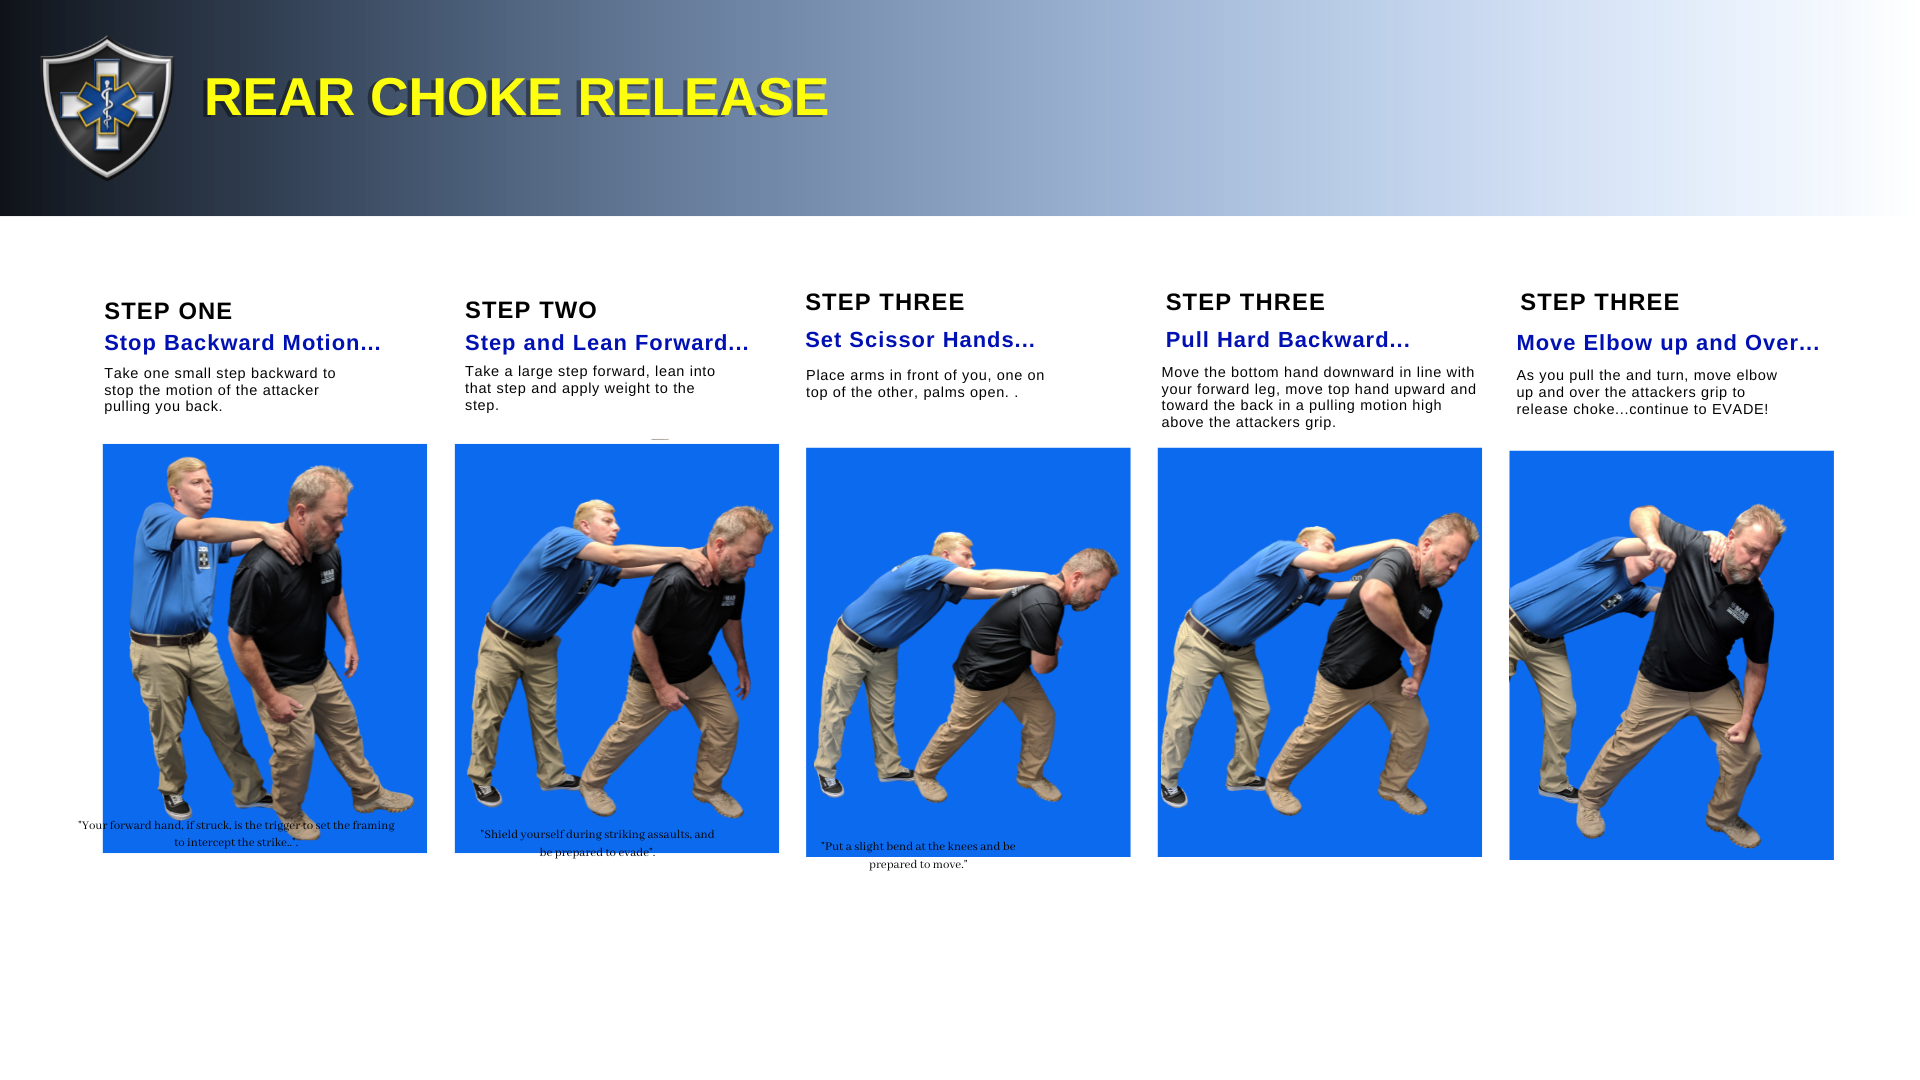 REAR CHOKE RELEASE
STEP ONE
Stop Backward Motion...
Take one small step backward to
stop the motion of the attacker
pulling you back.
"Your forward hand, if struck, is the trigger to set the framing
to intercept the strike..".
STEP TWO
Step and Lean Forward...
Take a large step forward, lean into
that step and apply weight to the
step.
"Shield yourself during striking assaults, and
be prepared to evade".
STEP THREE
Set Scissor Hands...
Place arms in front of you, one on
top of the other, palms open. .
"Put a slight bend at the knees and be
prepared to move."
STEP THREE
Pull Hard Backward...
Move the bottom hand downward in line with
your forward leg, move top hand upward and
toward the back in a pulling motion high
above the attackers grip.
STEP THREE
Move Elbow up and Over...
As you pull the and turn, move elbow
up and over the attackers grip to
release choke...continue to EVADE!